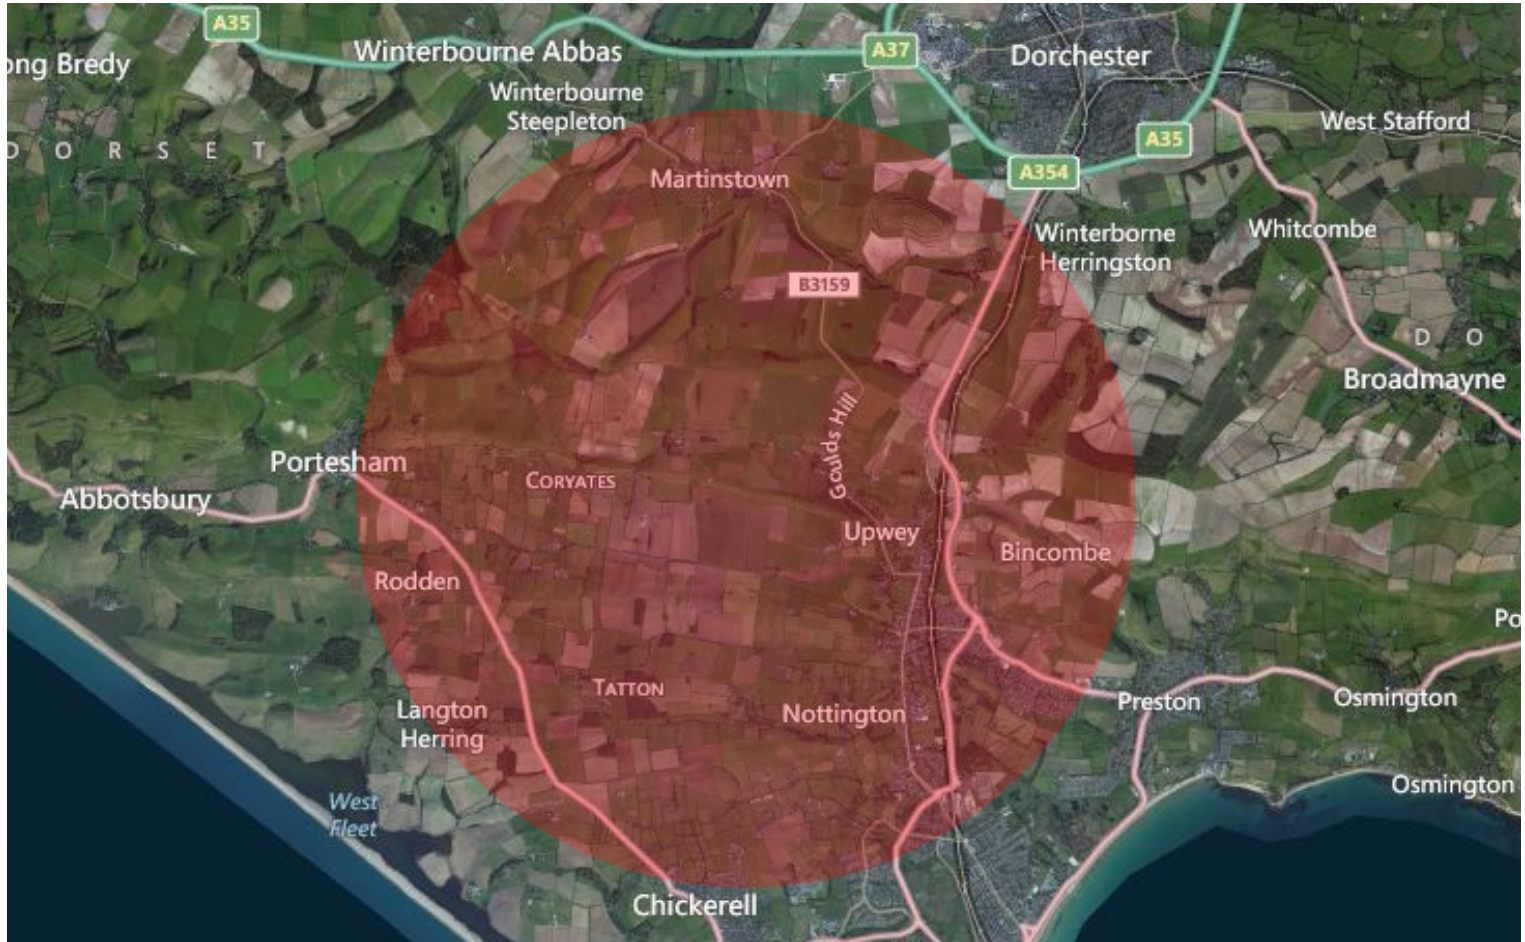 A35
ong Bredy
Winterbourne Abbas
A37
Dorchester
Winterbourne
Steepleton
West Stafford
A35
D O R S E T
A354
Martinstown
Whitcombe
Winterborne
Herringston
B3159
D O
Broadmayne
Goulds Hill
Portesham
CORYATES
Abbotsbury
Upwey
Bincombe
Rodden
Po
TATTON
Preston
Osmington
Langton
Herring
Nottington
Osmington
West
Fleet
Chickerell